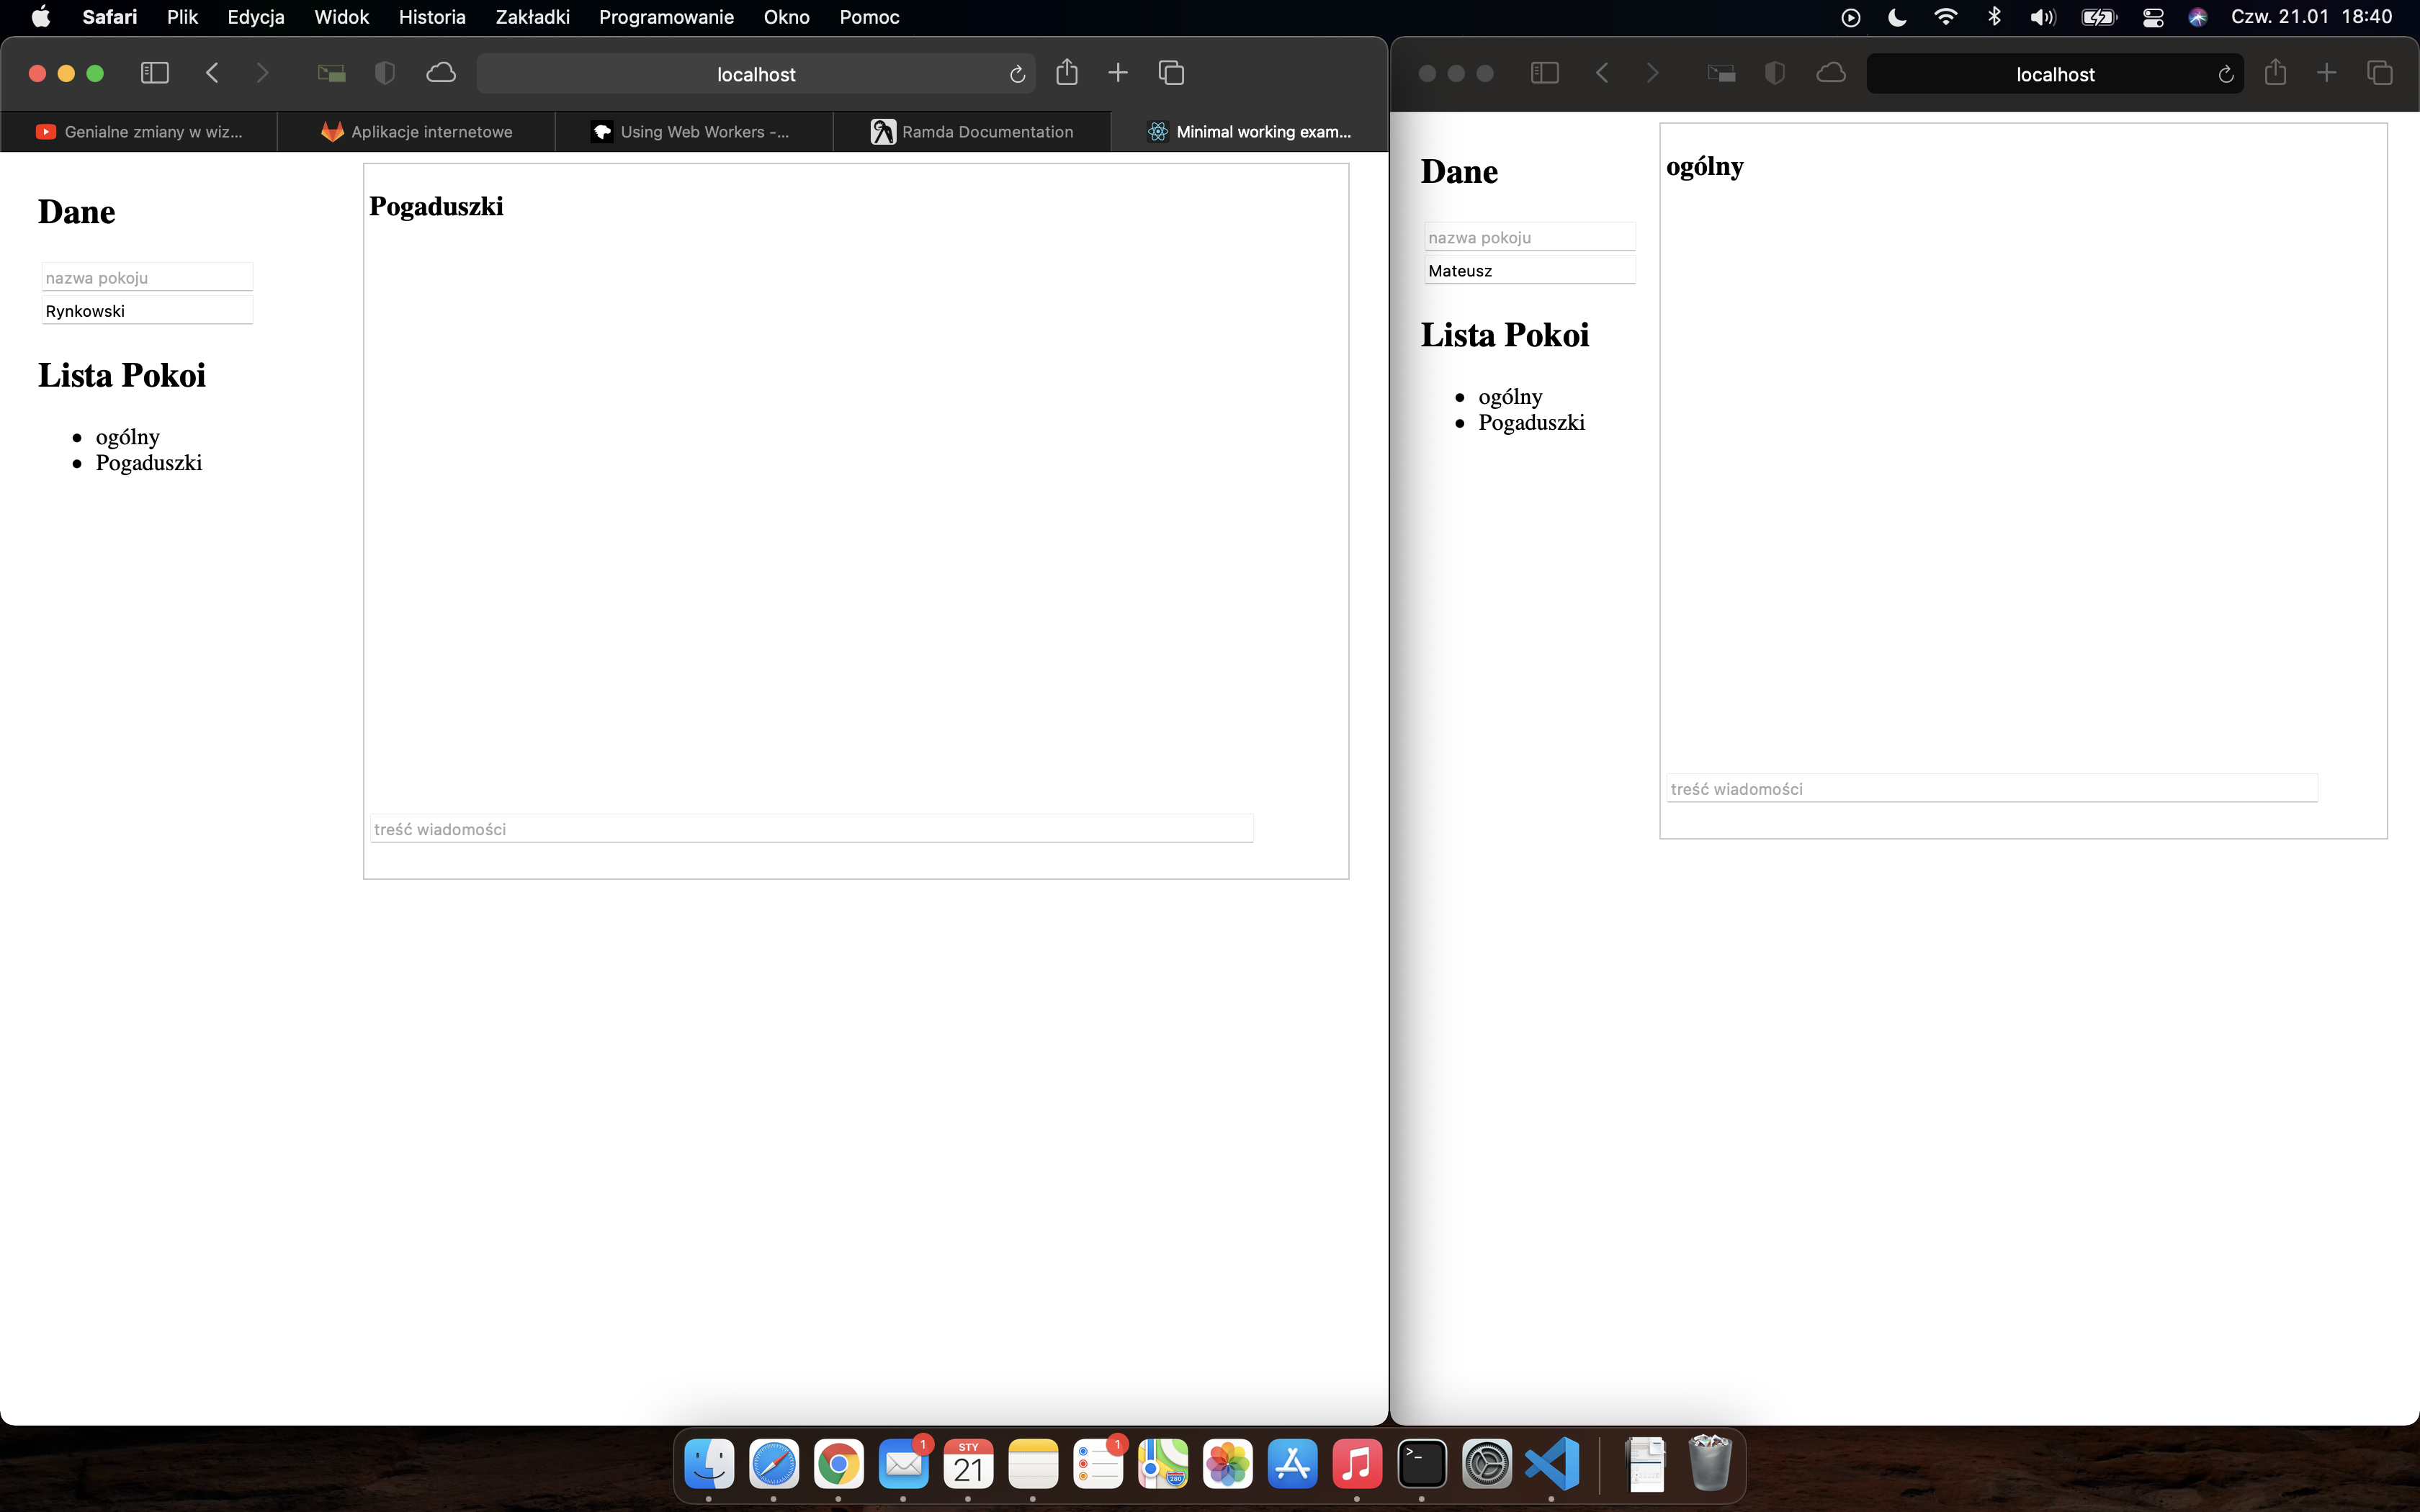 Safari Plik Edycja Widok Historia Zakładki Programowanie Okno Pomoc Czw. 21.01 18:40
localhost
Genialne zmiany w wiz... Aplikacje internetowe Using Web Workers -... Ramda Documentation Minimal working exam...
Dane
nazwa pokoju
Rynkowski
Lista Pokoi
ogólny
Pogaduszki
Pogaduszki
treść wiadomości
localhost
Dane
nazwa pokoju
Mateusz
Lista Pokoi
ogólny
Pogaduszki
ogólny
treść wiadomości
1
STY
21
1
280
>_